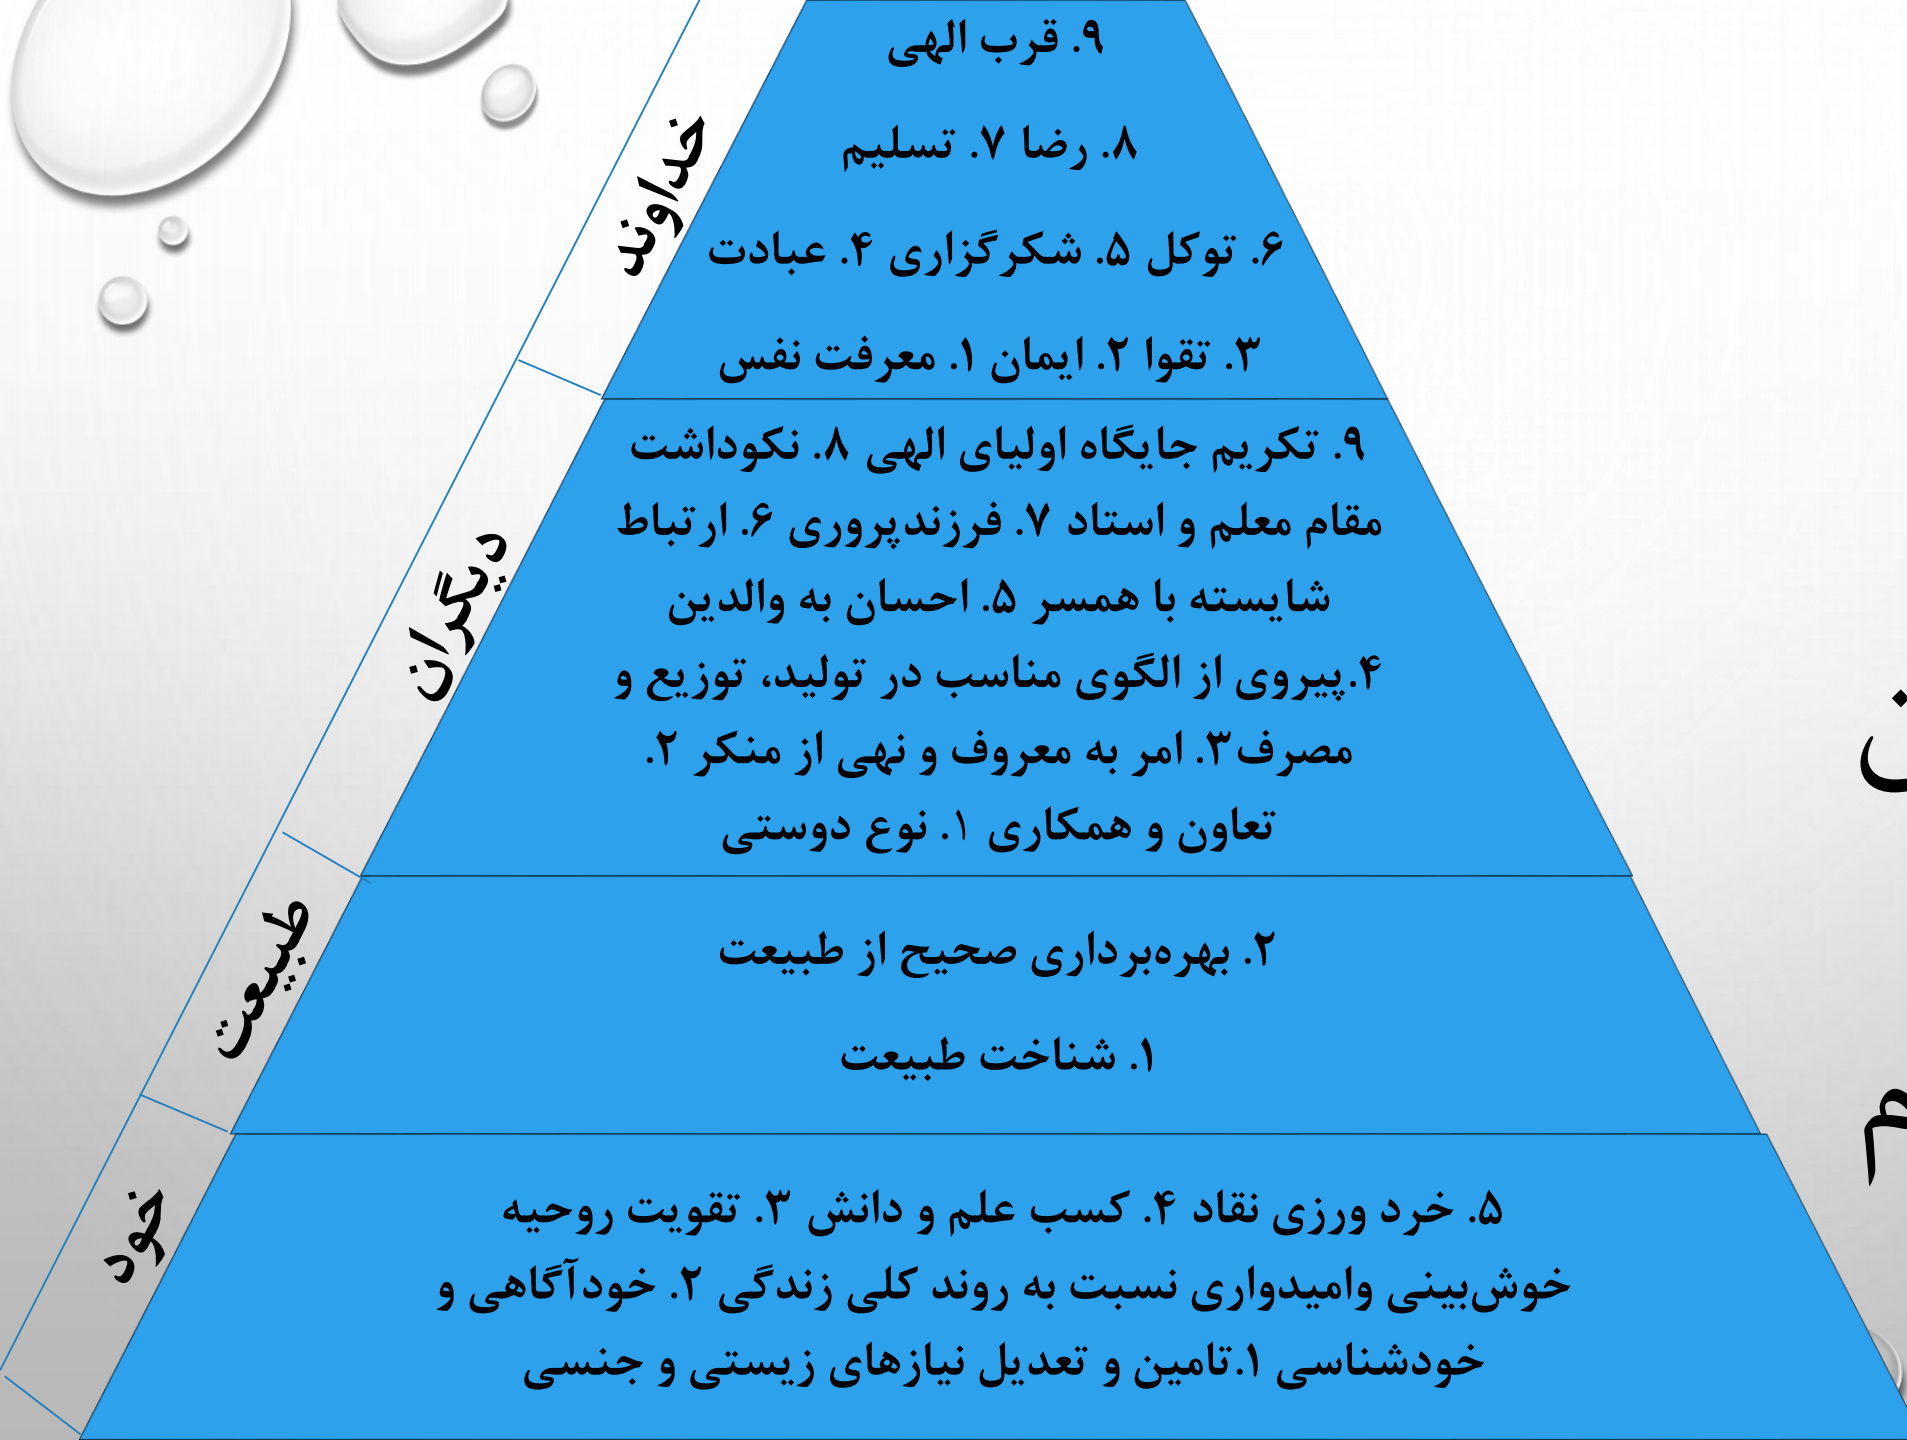 خداوند
۹. قرب الهی
۸. رضا ۷. تسلیم
۶. توکل ۵. شکرگزاری ۴. عبادت
۳. تقوا ۲. ایمان ۱. معرفت نفس
دیگران
۹. تکریم جایگاه اولیای الهی ۸. نکوداشت
مقام معلم و استاد ۷. فرزندپروری ۶. ارتباط
شایسته با همسر ۵. احسان به والدین
۴.پیروی از الگوی مناسب در تولید، توزیع و
مصرف۳. امر به معروف و نهی از منکر ۲.
تعاون و همکاری ۱. نوع دوستی
طبیعت
۲. بهره‌برداری صحیح از طبیعت
۱. شناخت طبیعت
خود
۵. خرد ورزی نقاد ۴. کسب علم و دانش ۳. تقویت روحیه
خوش‌بینی وامیدواری نسبت به روند کلی زندگی ۲. خودآگاهی و
خودشناسی ۱.تامین و تعدیل نیازهای زیستی و جنسی